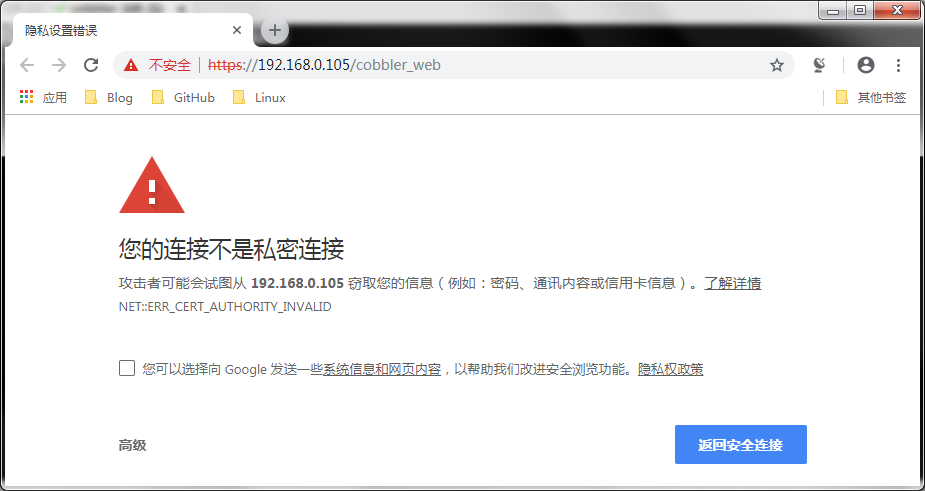 隐私设置错误
不安全 https://192.168.0.105/cobbler_web
应用 Blog GitHub Linux 其他书签
您的连接不是私密连接
攻击者可能会试图从 192.168.0.105 窃取您的信息（例如：密码、通讯内容或信用卡信息）。了解详情
NET::ERR_CERT_AUTHORITY_INVALID
您可以选择向 Google 发送一些系统信息和网页内容，以帮助我们改进安全浏览功能。隐私权政策
高级
返回安全连接